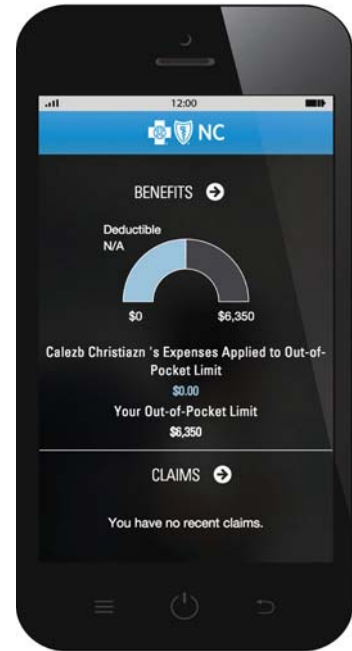 12:00
NC
BENEFITS
Deductible
N/A
$0 $6,350
Calezb Christiazn 's Expenses Applied to Out-of-
Pocket Limit
$0.00
Your Out-of-Pocket Limit
$6,350
CLAIMS
You have no recent claims.